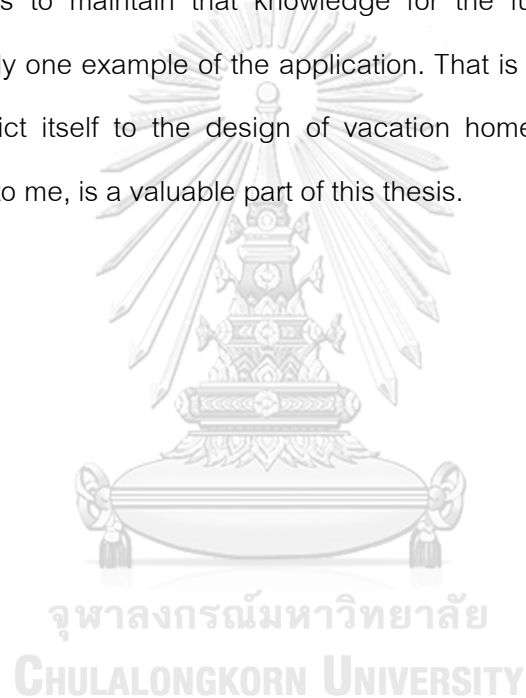 s to maintain that knowledge for the
ly one example of the application. That is
ict itself to the design of vacation home
to me, is a valuable part of this thesis.
จุฬาลงกรณ์มหาวิทยาลัย
CHULALONGKORN UNIVERSITY